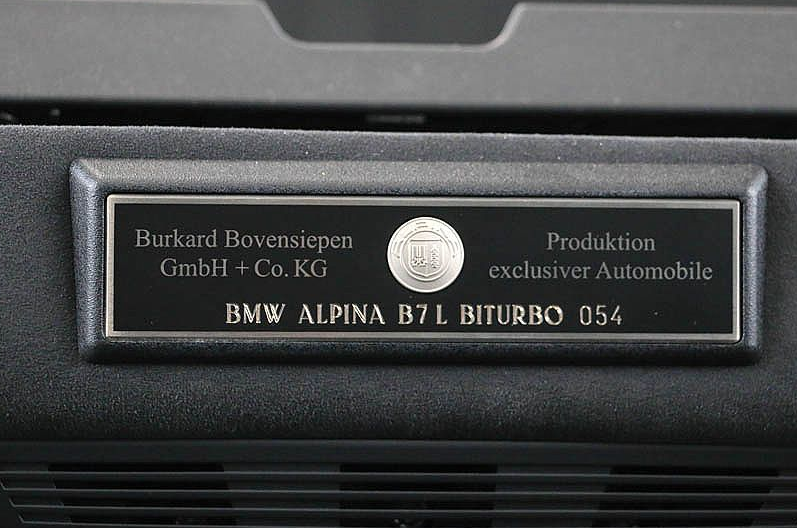 Burkard Bovensiepen
GmbH + Co. KG
Produktion
exclusiver Automobile
BMW ALPINA B7 L BITURBO 054